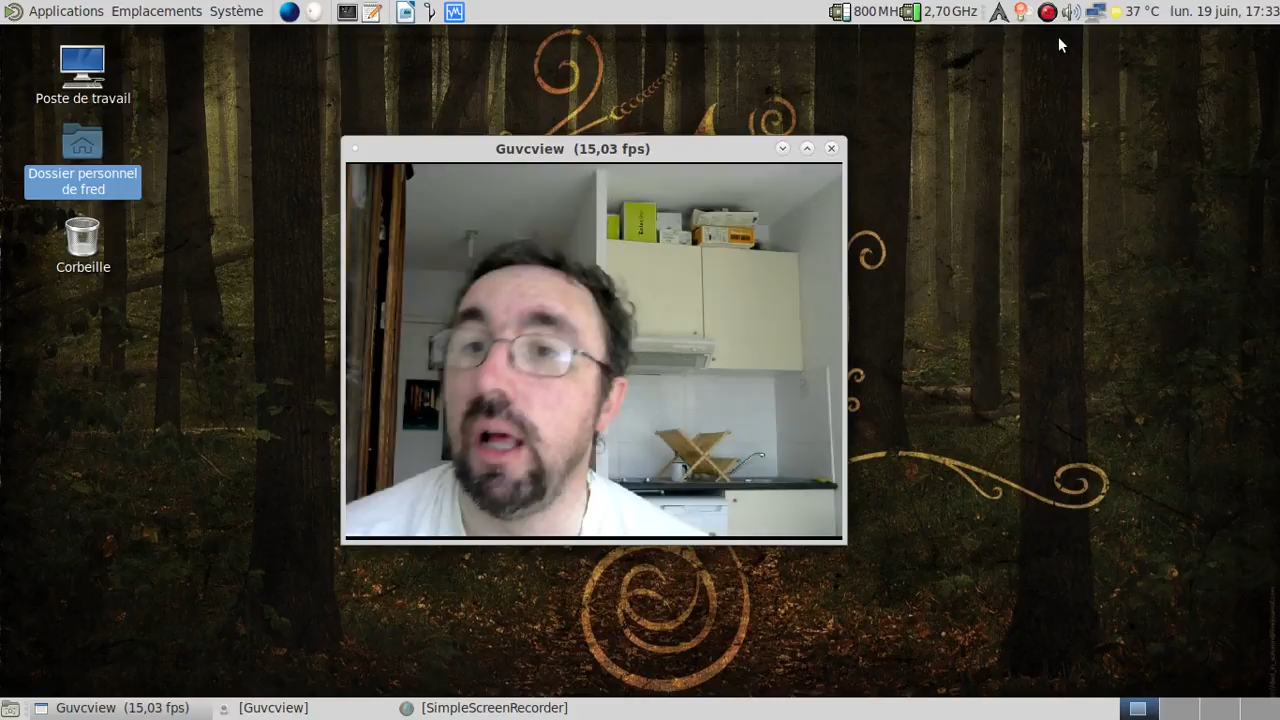 Applications Emplacements Système 800 MH 2,70 GHz 37 °C lun. 19 juin, 17:33
Poste de travail
Dossier personnel
de fred
Corbeille
Guvcview (15,03 fps)
Guvcview (15,03 fps) [Guvcview] [SimpleScreenRecorder]